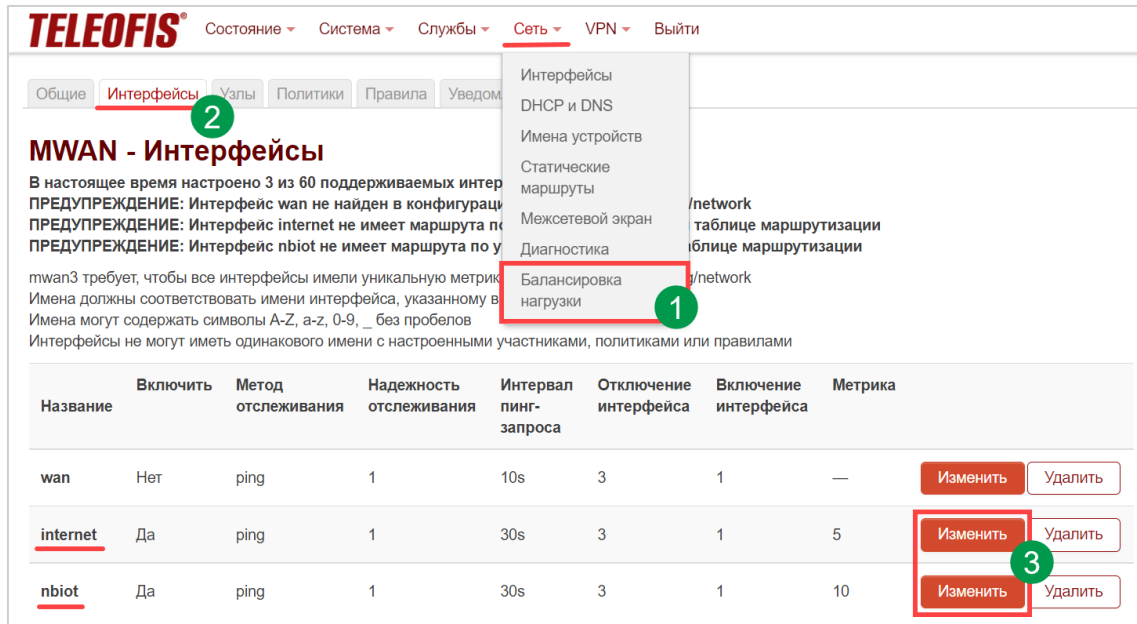 TELEOFIS®
Состояние Система Службы Сеть VPN Выйти
Интерфейсы
DHCP и DNS
Имена устройств
Статические
маршруты
Межсетевой экран
Диагностика
Балансировка
нагрузки
1
Общие Интерфейсы Узлы Политики Правила Уведом
2
MWAN - Интерфейсы
В настоящее время настроено 3 из 60 поддерживаемых интер
ПРЕДУПРЕЖДЕНИЕ: Интерфейс wan не найден в конфигурац /network
ПРЕДУПРЕЖДЕНИЕ: Интерфейс internet не имеет маршрута по таблице маршрутизации
ПРЕДУПРЕЖДЕНИЕ: Интерфейс nbiot не имеет маршрута по у аблице маршрутизации
mwan3 требует, чтобы все интерфейсы имели уникальную метрик g/network
Имена должны соответствовать имени интерфейса, указанному в
Имена могут содержать символы A-Z, a-z, 0-9, _ без пробелов
Интерфейсы не могут иметь одинакового имени с настроенными участниками, политиками или правилами
Название Включить Метод отслеживания Надежность отслеживания Интервал пинг-запроса Отключение интерфейса Включение интерфейса Метрика
wan Нет ping 1 10s 3 1 — Изменить Удалить
internet Да ping 1 30s 3 1 5 Изменить Удалить
3
nbiot Да ping 1 30s 3 1 10 Изменить Удалить